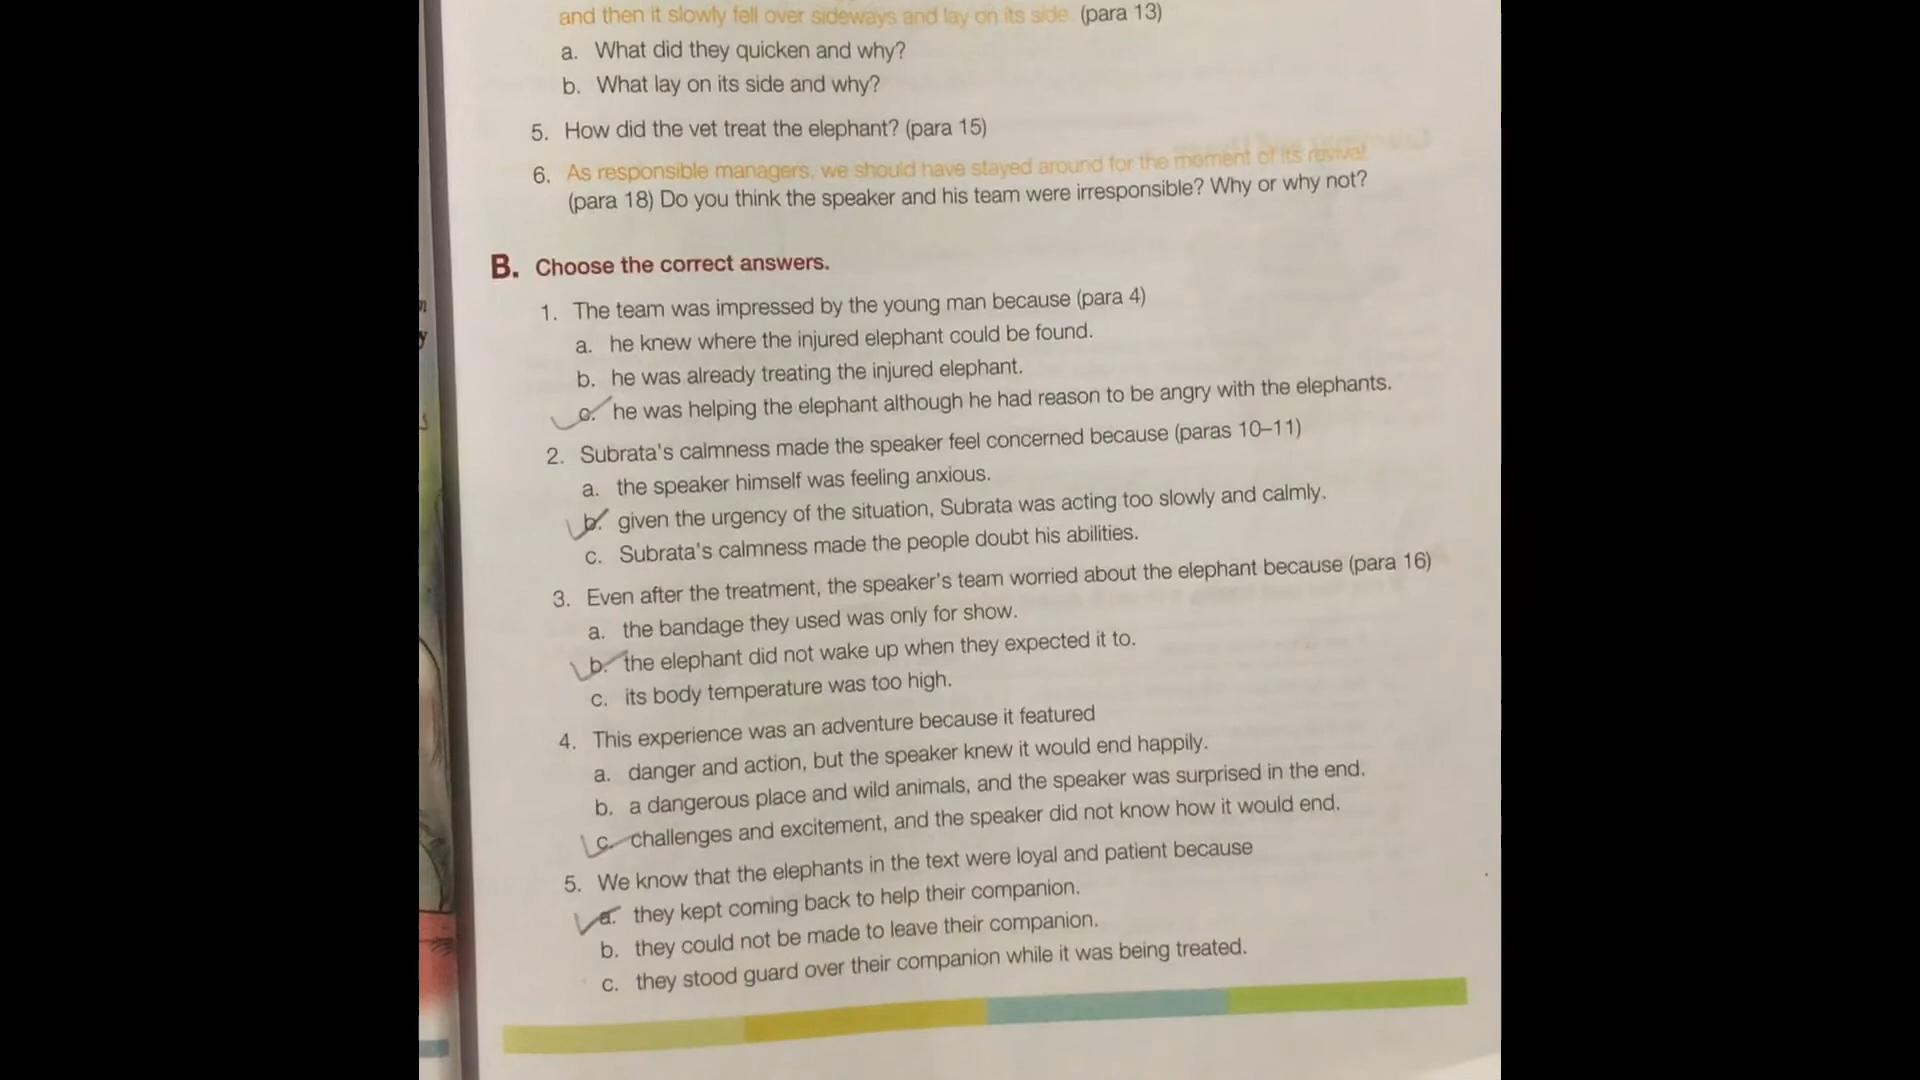 and then it slowly fell over sideways and lay on its side. (para 13)
a. What did they quicken and why?
b. What lay on its side and why?
5. How did the vet treat the elephant? (para 15)
6. As responsible managers, we should have stayed around for the moment of its revival
(para 18) Do you think the speaker and his team were irresponsible? Why or why not?
B. Choose the correct answers.
1. The team was impressed by the young man because (para 4)
a. he knew where the injured elephant could be found.
b. he was already treating the injured elephant.
c. he was helping the elephant although he had reason to be angry with the elephants.
2. Subrata's calmness made the speaker feel concerned because (paras 10–11)
a. the speaker himself was feeling anxious.
b. given the urgency of the situation, Subrata was acting too slowly and calmly.
c. Subrata's calmness made the people doubt his abilities.
3. Even after the treatment, the speaker's team worried about the elephant because (para 16)
a. the bandage they used was only for show.
b. the elephant did not wake up when they expected it to.
c. its body temperature was too high.
4. This experience was an adventure because it featured
a. danger and action, but the speaker knew it would end happily.
b. a dangerous place and wild animals, and the speaker was surprised in the end.
c. challenges and excitement, and the speaker did not know how it would end.
5. We know that the elephants in the text were loyal and patient because
a. they kept coming back to help their companion.
b. they could not be made to leave their companion.
c. they stood guard over their companion while it was being treated.